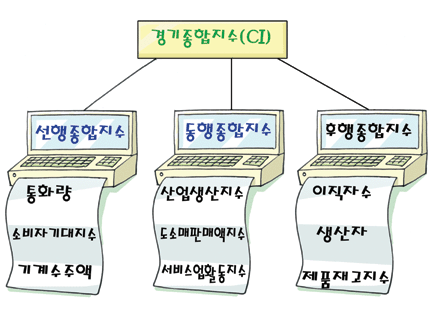 경기종합지수(CI)
선행종합지수
동행종합지수
후행종합지수
통화량
소비자기대지수
기계수주액
산업생산지수
도소매판매액지수
서비스업활동지수
이직자수
생산자
제품재고지수